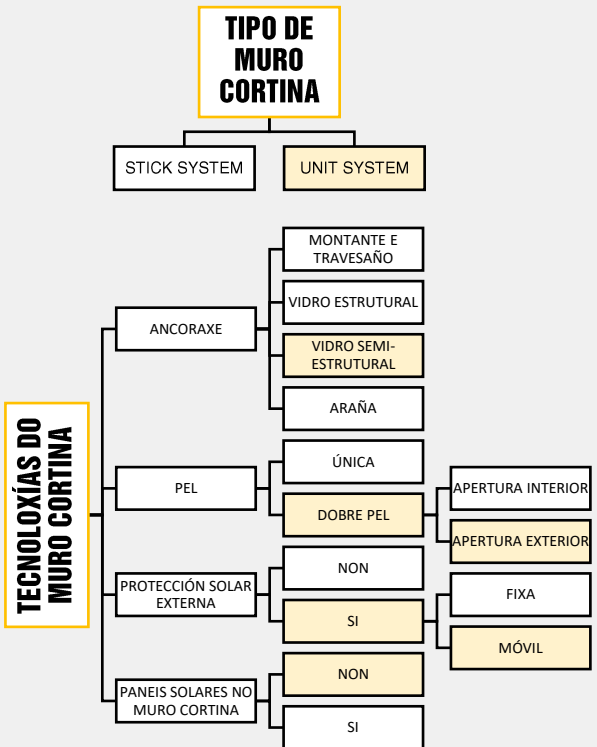 TIPO DE
MURO
CORTINA
STICK SYSTEM
UNIT SYSTEM
TECNOLOXÍAS DO
MURO CORTINA
ANCORAXE
MONTANTE E
TRAVESAÑO
VIDRO ESTRUTURAL
VIDRO SEMI-
ESTRUTURAL
ARAÑA
PEL
ÚNICA
DOBRE PEL
APERTURA INTERIOR
APERTURA EXTERIOR
PROTECCIÓN SOLAR
EXTERNA
NON
SI
FIXA
MÓVIL
PANEIS SOLARES NO
MURO CORTINA
NON
SI